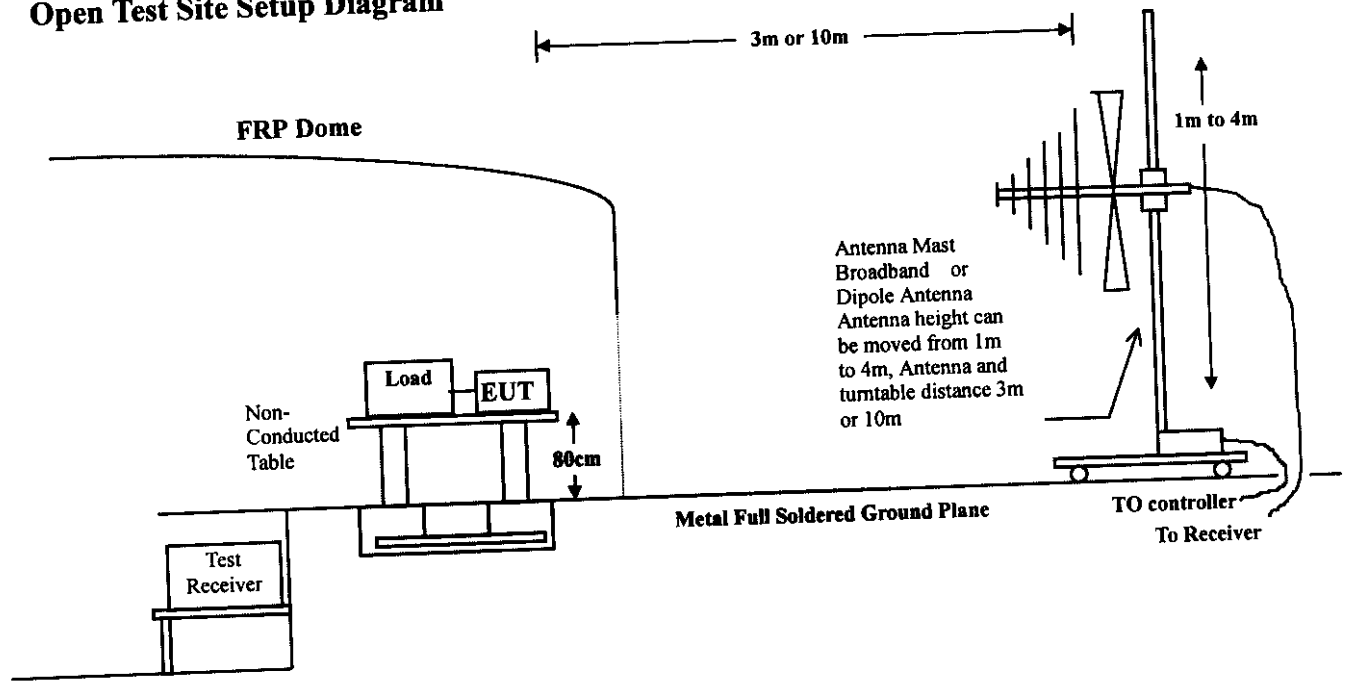 Open Test Site Setup Diagram
3m or 10m
FRP Dome
1m to 4m
Antenna Mast
Broadband or
Dipole Antenna
Antenna height can
be moved from 1m
to 4m, Antenna and
turntable distance 3m
or 10m
Load
EUT
Non-
Conducted
Table
80cm
Metal Full Soldered Ground Plane
TO controller
To Receiver
Test
Receiver